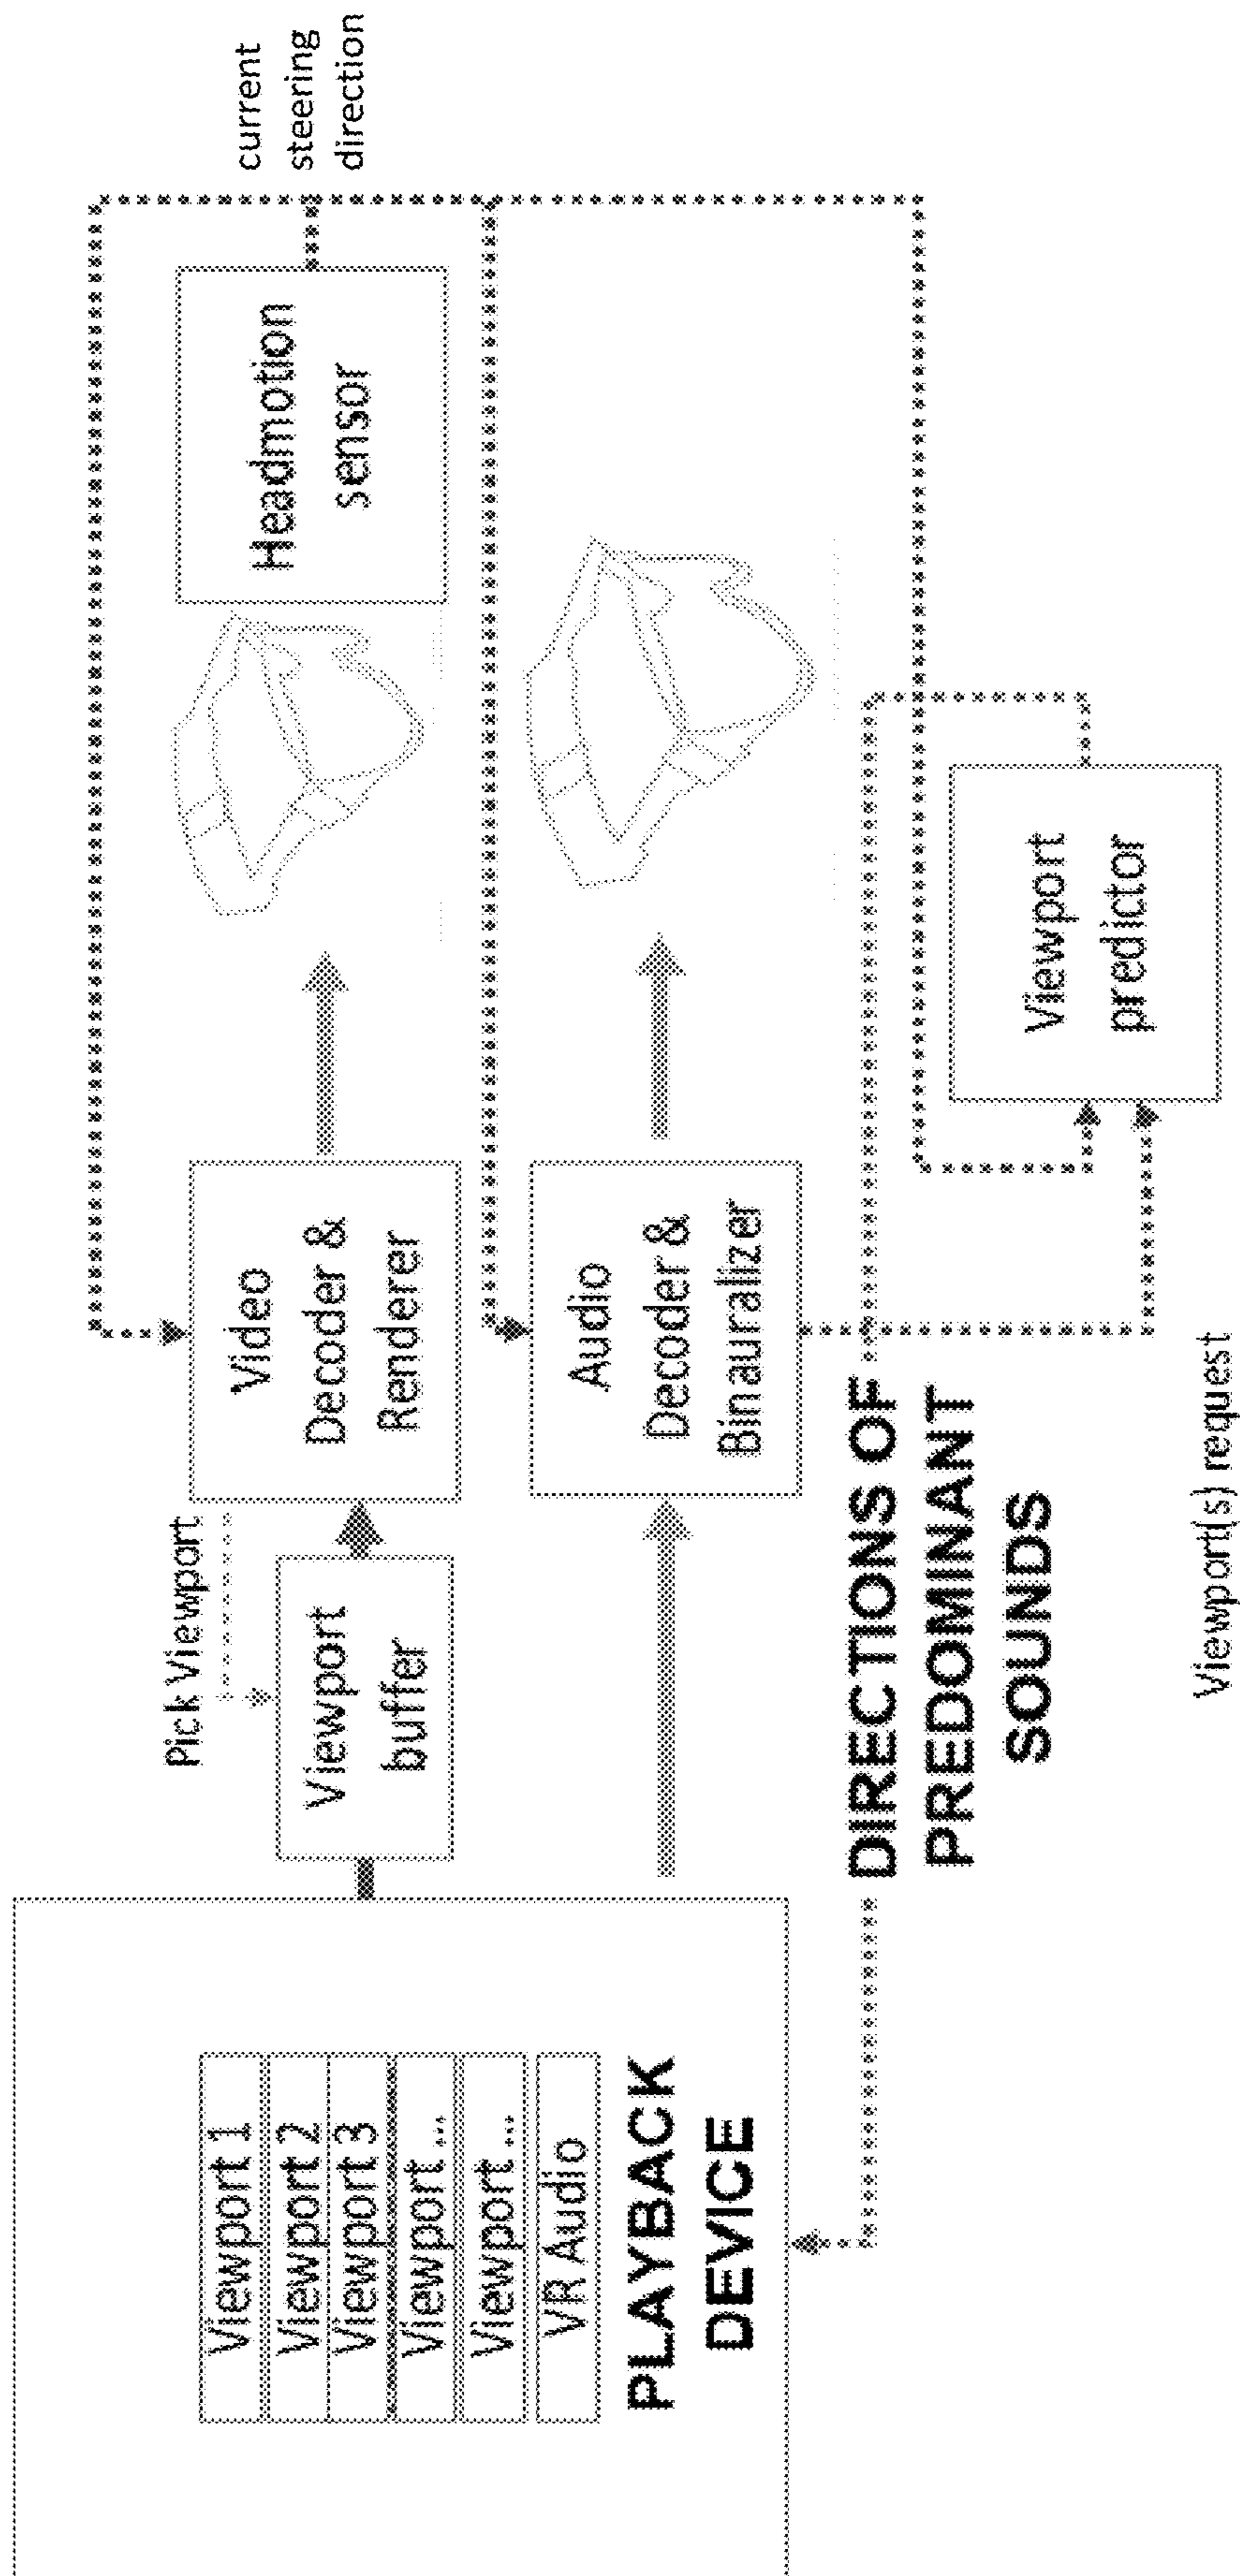 Viewport 1
Viewport 2
Viewport 3
Viewport ...
Viewport ...
VR Audio
PLAYBACK
DEVICE
Pick Viewport
Viewport
buffer
Video
Decoder &
Renderer
Audio
Decoder &
Binauralizer
Headmotion
sensor
current
steering
direction
DIRECTIONS OF
PREDOMINANT
SOUNDS
Viewport
predictor
Viewport(s) request